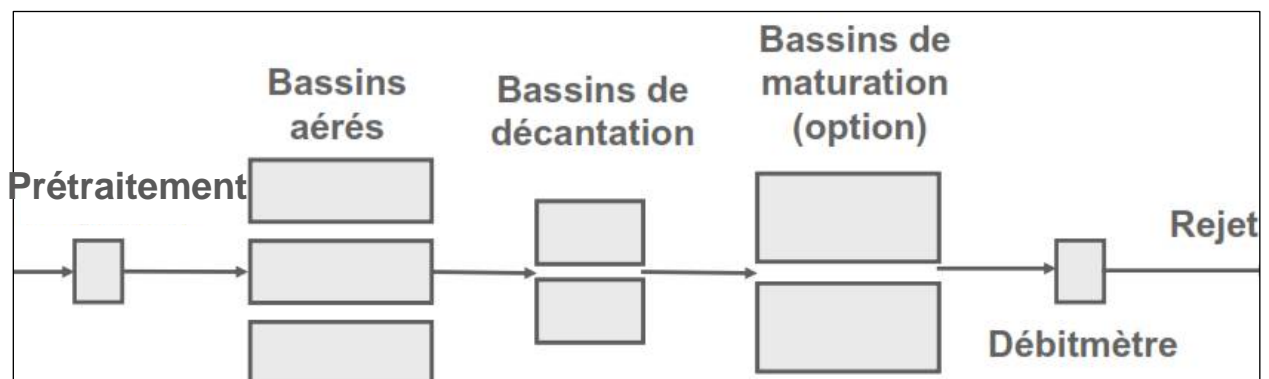 Prétraitement
Bassins
aérés
Bassins de
décantation
Bassins de
maturation
(option)
Débitmètre
Rejet